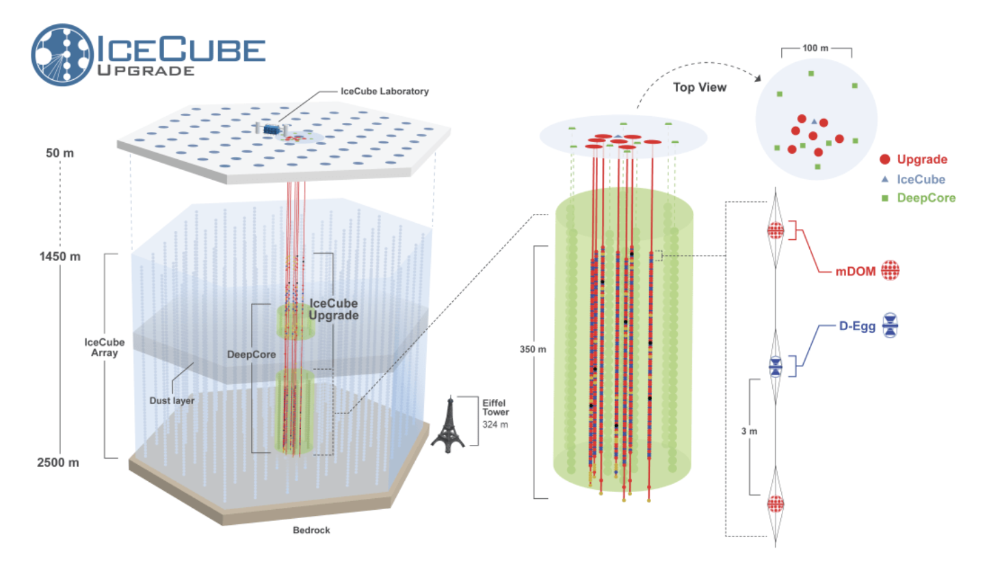 ICECUBE
UPGRADE
IceCube Laboratory
50 m
1450 m
2500 m
IceCube
Array
Dust layer
DeepCore
IceCube
Upgrade
Bedrock
Eiffel
Tower
324 m
Top View
100 m
Upgrade
IceCube
DeepCore
350 m
mDOM
D-Egg
3 m